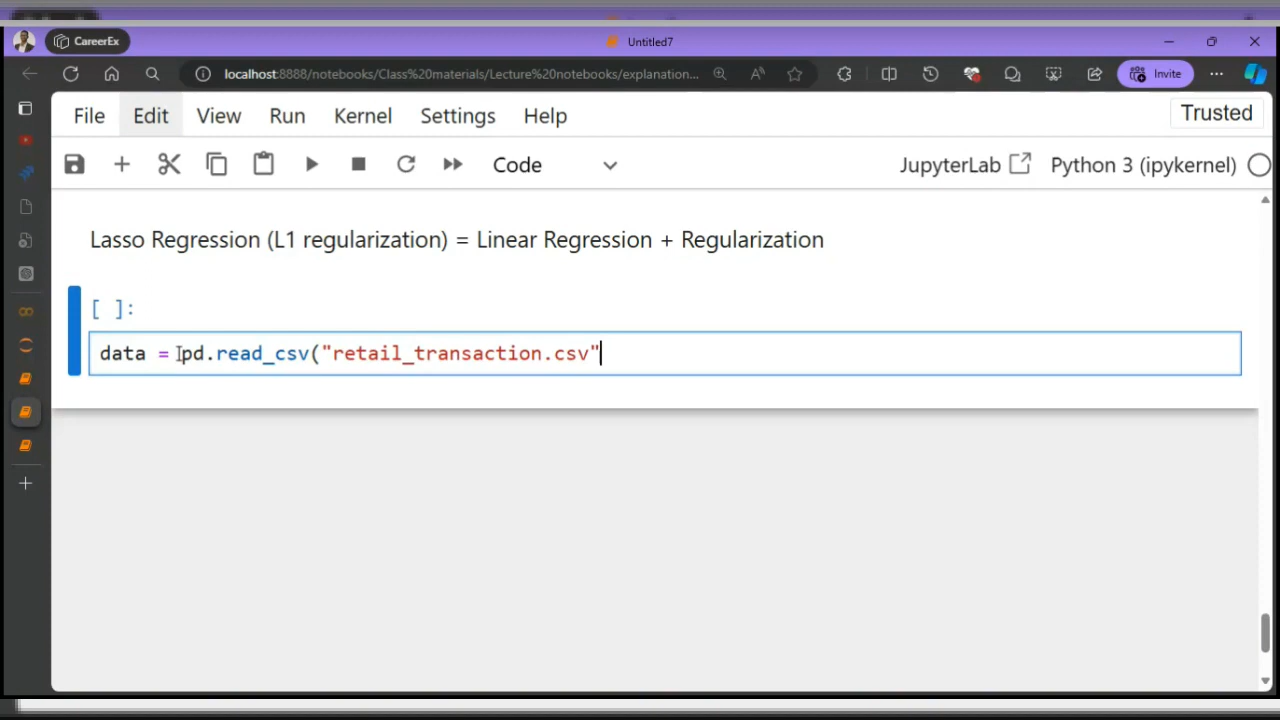 CareerEx
Untitled7
localhost:8888/notebooks/Class%20materials/Lecture%20notebooks/explanation...
Invite
File Edit View Run Kernel Settings Help
Trusted
Code
JupyterLab
Python 3 (ipykernel)
Lasso Regression (L1 regularization) = Linear Regression + Regularization
[ ]:
data = pd.read_csv("retail_transaction.csv"